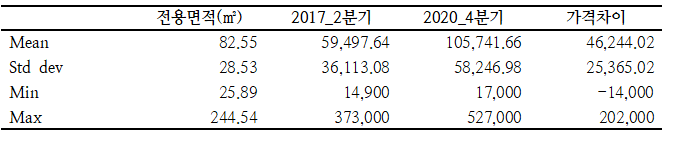 전용면적(㎡) 2017_2분기 2020_4분기 가격차이
Mean 82.55 59,497.64 105,741.66 46,244.02
Std dev 28.53 36,113.08 58,246.98 25,365.02
Min 25.89 14,900 17,000 -14,000
Max 244.54 373,000 527,000 202,000